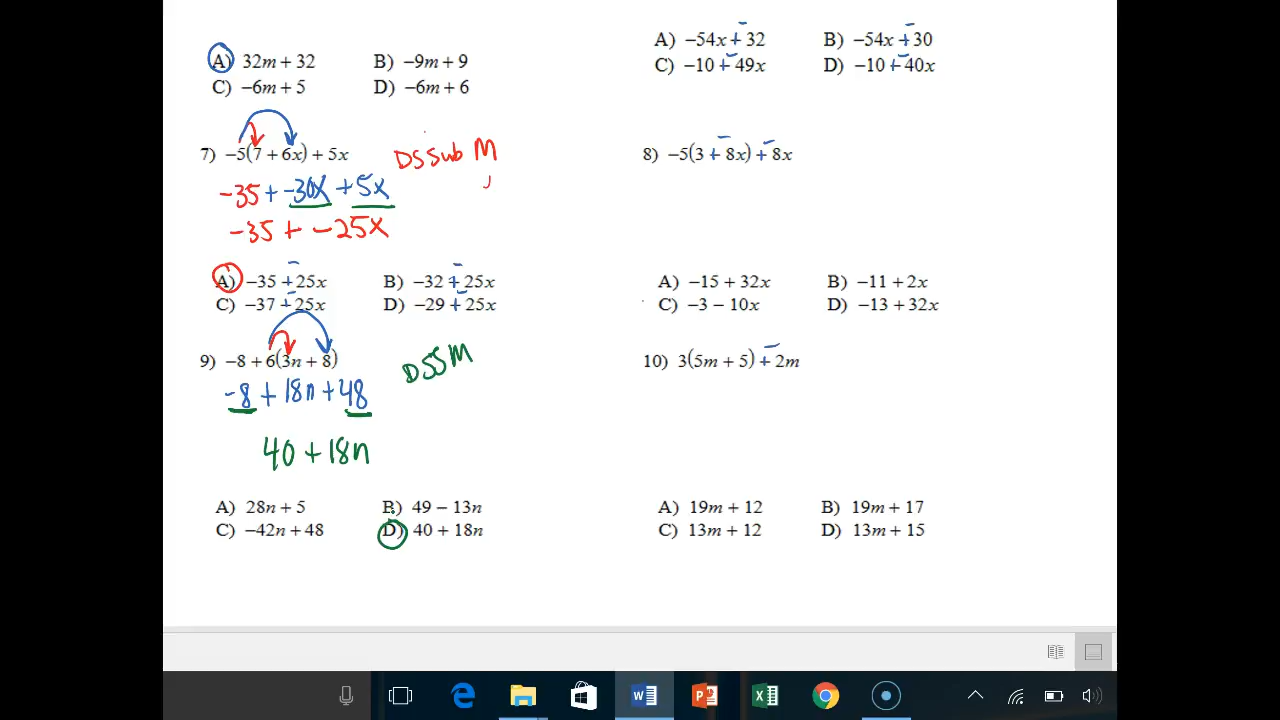 A) 32m + 32 B) −9m + 9
C) −6m + 5 D) −6m + 6
A) −54x + − 32 B) −54x + − 30
C) −10 + − 49x D) −10 + − 40x
7) −5(7 + 6x) + 5x
DSSub M
-35 + -30x + 5x
-35 + -25x
A) −35 + − 25x B) −32 + − 25x
C) −37 + − 25x D) −29 + − 25x
8) −5(3 + − 8x) + − 8x
A) −15 + 32x B) −11 + 2x
C) −3 − 10x D) −13 + 32x
9) −8 + 6(3n + 8)
DSSM
-8 + 18n + 48
40 + 18n
A) 28n + 5 B) 49 − 13n
C) −42n + 48 D) 40 + 18n
10) 3(5m + 5) + − 2m
A) 19m + 12 B) 19m + 17
C) 13m + 12 D) 13m + 15